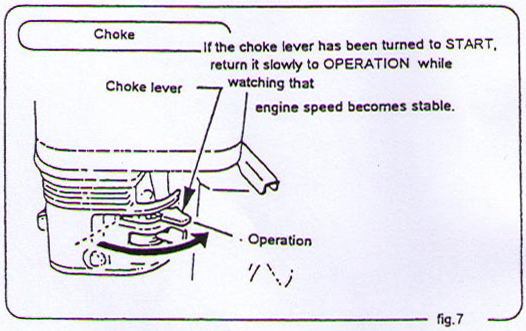 Choke
If the choke lever has been turned to START,
return it slowly to OPERATION while
watching that
engine speed becomes stable.
Choke lever
Operation
fig.7